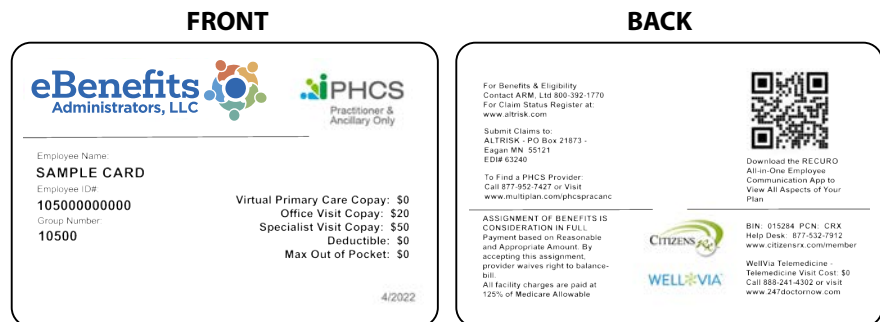 FRONT
eBenefits
Administrators, LLC
PHCS
Practitioner &
Ancillary Only
Employee Name:
SAMPLE CARD
Employee ID#:
105000000000
Group Number:
10500
Virtual Primary Care Copay: $0
Office Visit Copay: $20
Specialist Visit Copay: $50
Deductible: $0
Max Out of Pocket: $0
4/2022
BACK
For Benefits & Eligibility
Contact ARM, Ltd 800-392-1770
For Claim Status Register at:
www.altrisk.com
Submit Claims to:
ALTRISK - PO Box 21873 -
Eagan MN 55121
EDI# 63240
To Find a PHCS Provider:
Call 877-952-7427 or Visit
www.multiplan.com/phcspracanc
Download the RECURO
All-in-One Employee
Communication App to
View All Aspects of Your
Plan
ASSIGNMENT OF BENEFITS IS
CONSIDERATION IN FULL
Payment based on Reasonable
and Appropriate Amount. By
accepting this assignment,
provider waives right to balance-
bill.
All facility charges are paid at
125% of Medicare Allowable
CITIZENS Rx
WELLVIA
BIN: 015284 PCN: CRX
Help Desk: 877-532-7912
www.citizensrx.com/member
WellVia Telemedicine -
Telemedicine Visit Cost: $0
Call 888-241-4302 or visit
www.247doctornow.com